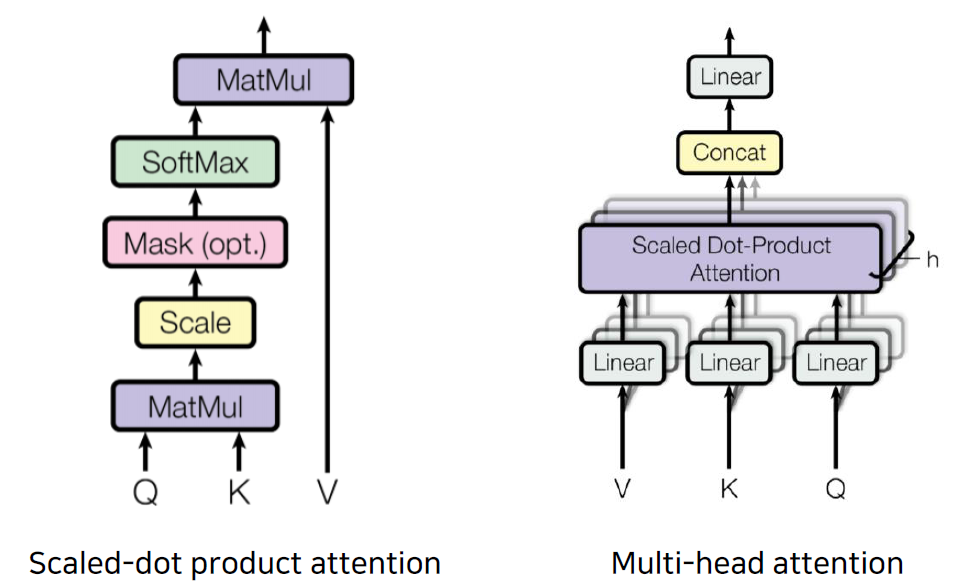 MatMul
SoftMax
Mask (opt.)
Scale
MatMul
Q K V
Scaled-dot product attention
Linear
Concat
Scaled Dot-Product
Attention
h
Linear Linear Linear
V K Q
Multi-head attention